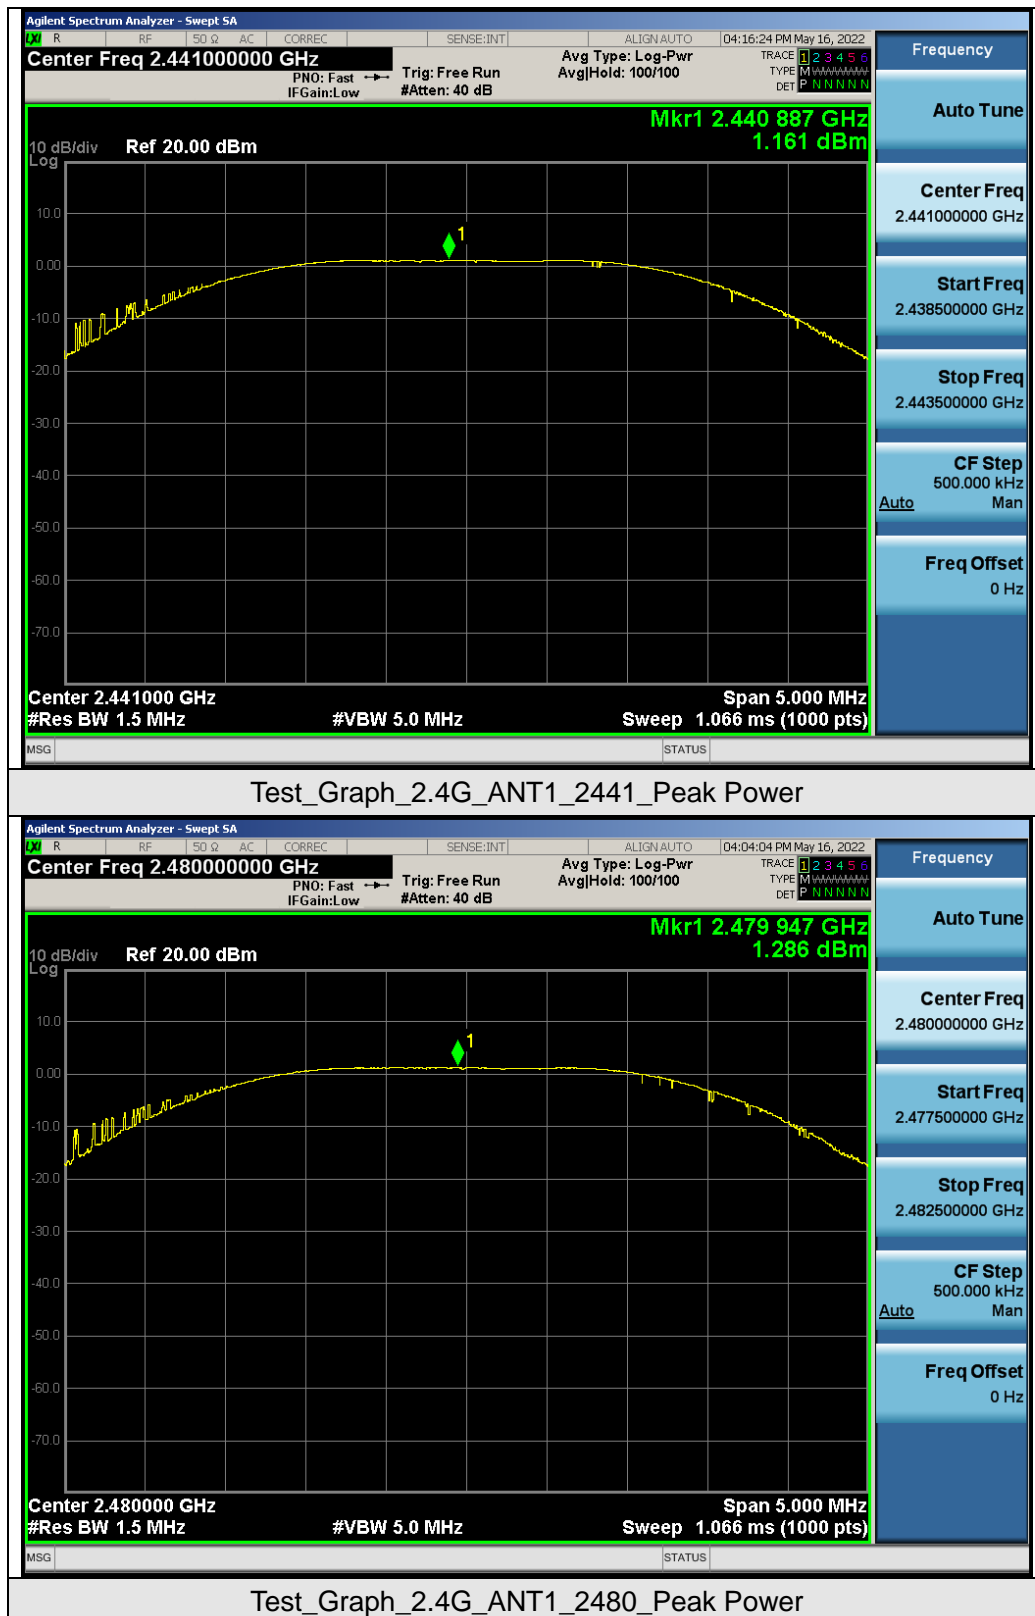 Agilent Spectrum Analyzer - Swept SA
LXI R RF 50 Ω AC CORREC SENSE:INT ALIGN AUTO 04:16:24 PM May 16, 2022
Center Freq 2.441000000 GHz
PNO: Fast
IFGain:Low
Trig: Free Run
#Atten: 40 dB
Avg Type: Log-Pwr
Avg|Hold: 100/100
TRACE 1 2 3 4 5 6
TYPE M WWWWW
DET P N N N N N
Mkr1 2.440 887 GHz
1.161 dBm
10 dB/div Ref 20.00 dBm
Log
10.0
0.00
-10.0
-20.0
-30.0
-40.0
-50.0
-60.0
-70.0
Center 2.441000 GHz Span 5.000 MHz
#Res BW 1.5 MHz #VBW 5.0 MHz Sweep 1.066 ms (1000 pts)
MSG STATUS
Frequency
Auto Tune
Center Freq
2.441000000 GHz
Start Freq
2.438500000 GHz
Stop Freq
2.443500000 GHz
CF Step
500.000 kHz
Auto Man
Freq Offset
0 Hz
Test_Graph_2.4G_ANT1_2441_Peak Power
Agilent Spectrum Analyzer - Swept SA
LXI R RF 50 Ω AC CORREC SENSE:INT ALIGN AUTO 04:04:04 PM May 16, 2022
Center Freq 2.480000000 GHz
PNO: Fast
IFGain:Low
Trig: Free Run
#Atten: 40 dB
Avg Type: Log-Pwr
Avg|Hold: 100/100
TRACE 1 2 3 4 5 6
TYPE M WWWWW
DET P N N N N N
Mkr1 2.479 947 GHz
1.286 dBm
10 dB/div Ref 20.00 dBm
Log
10.0
0.00
-10.0
-20.0
-30.0
-40.0
-50.0
-60.0
-70.0
Center 2.480000 GHz Span 5.000 MHz
#Res BW 1.5 MHz #VBW 5.0 MHz Sweep 1.066 ms (1000 pts)
MSG STATUS
Frequency
Auto Tune
Center Freq
2.480000000 GHz
Start Freq
2.477500000 GHz
Stop Freq
2.482500000 GHz
CF Step
500.000 kHz
Auto Man
Freq Offset
0 Hz
Test_Graph_2.4G_ANT1_2480_Peak Power